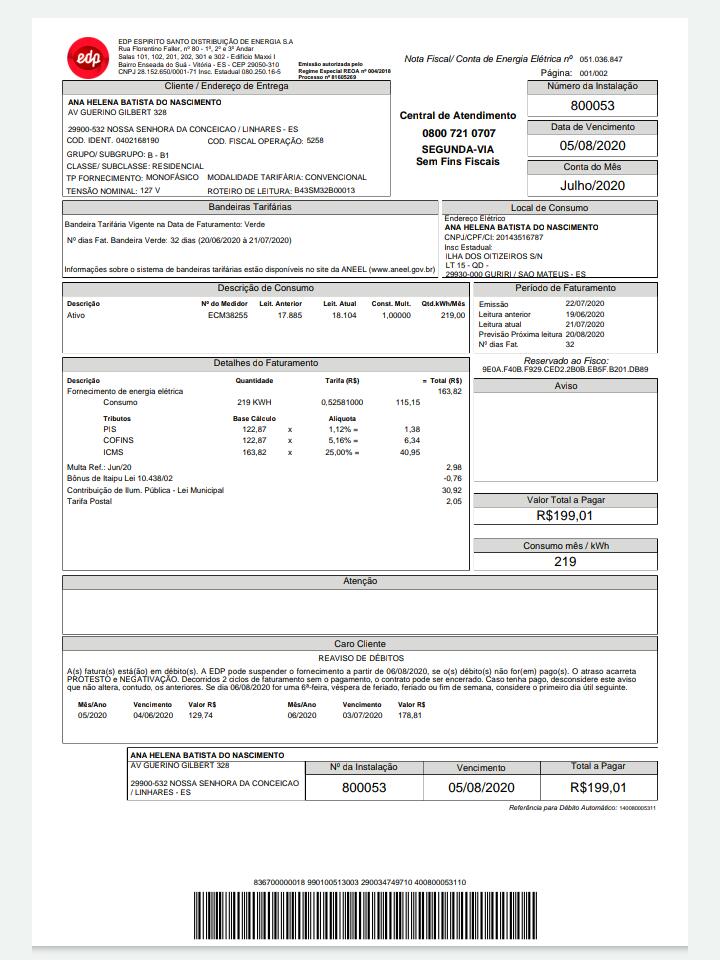 edp
EDP ESPIRITO SANTO DISTRIBUIÇÃO DE ENERGIA S.A
Rua Florentino Faller, nº 80 - 1º, 2º e 3º Andar
Salas 101, 102, 201, 202, 301 e 302 - Edifício Maxxi I
Bairro Enseada do Suá - Vitória - ES - CEP 29050-310
CNPJ 28.152.650/0001-71 Insc. Estadual 080.250.16-5
Emissão autorizada pelo
Regime Especial REOA nº 004/2018
Processo nº 81605269
Nota Fiscal/ Conta de Energia Elétrica nº 051.036.847
Página: 001/002
Cliente / Endereço de Entrega
ANA HELENA BATISTA DO NASCIMENTO
AV GUERINO GILBERT 328
29900-532 NOSSA SENHORA DA CONCEICAO / LINHARES - ES
COD. IDENT. 0402168190 COD. FISCAL OPERAÇÃO: 5258
GRUPO/ SUBGRUPO: B - B1
CLASSE/ SUBCLASSE: RESIDENCIAL
TP FORNECIMENTO: MONOFÁSICO MODALIDADE TARIFÁRIA: CONVENCIONAL
TENSÃO NOMINAL: 127 V ROTEIRO DE LEITURA: B43SM32B00013
Central de Atendimento
0800 721 0707
SEGUNDA-VIA
Sem Fins Fiscais
Número da Instalação
800053
Data de Vencimento
05/08/2020
Conta do Mês
Julho/2020
Bandeiras Tarifárias
Bandeira Tarifária Vigente na Data de Faturamento: Verde
Nº dias Fat. Bandeira Verde: 32 dias (20/06/2020 à 21/07/2020)
Informações sobre o sistema de bandeiras tarifárias estão disponíveis no site da ANEEL (www.aneel.gov.br)
Local de Consumo
Endereço Elétrico
ANA HELENA BATISTA DO NASCIMENTO
CNPJ/CPF/CI: 20143516787
Insc Estadual:
ILHA DOS OITIZEIROS S/N
LT 15 - QD -
29930-000 GURIRI / SAO MATEUS - ES
Descrição de Consumo
Descrição Nº do Medidor Leit. Anterior Leit. Atual Const. Mult. Qtd.kWh/Mês
Ativo ECM38255 17.885 18.104 1,00000 219,00
Período de Faturamento
Emissão 22/07/2020
Leitura anterior 19/06/2020
Leitura atual 21/07/2020
Previsão Próxima leitura 20/08/2020
Nº dias Fat. 32
Detalhes do Faturamento
Descrição Quantidade Tarifa (R$) = Total (R$)
Fornecimento de energia elétrica 163,82
Consumo 219 KWH 0,52581000 115,15
Tributos Base Cálculo Alíquota
PIS 122,87 x 1,12% = 1,38
COFINS 122,87 x 5,16% = 6,34
ICMS 163,82 x 25,00% = 40,95
Multa Ref.: Jun/20 2,98
Bônus de Itaipu Lei 10.438/02 -0,76
Contribuição de Ilum. Pública - Lei Municipal 30,92
Tarifa Postal 2,05
Reservado ao Fisco:
9E0A.F40B.F929.CED2.2B0B.EB5F.B201.DB89
Aviso
Valor Total a Pagar
R$199,01
Consumo mês / kWh
219
Atenção
Caro Cliente
REAVISO DE DÉBITOS
A(s) fatura(s) está(ão) em débito(s). A EDP pode suspender o fornecimento a partir de 06/08/2020, se o(s) débito(s) não for(em) pago(s). O atraso acarreta
PROTESTO e NEGATIVAÇÃO. Decorridos 2 ciclos de faturamento sem o pagamento, o contrato pode ser encerrado. Caso tenha pago, desconsidere este aviso
que não altera, contudo, os anteriores. Se dia 06/08/2020 for uma 6ª-feira, véspera de feriado, feriado ou fim de semana, considere o primeiro dia útil seguinte.
Mês/Ano Vencimento Valor R$ Mês/Ano Vencimento Valor R$
05/2020 04/06/2020 129,74 06/2020 03/07/2020 178,81
ANA HELENA BATISTA DO NASCIMENTO
AV GUERINO GILBERT 328
29900-532 NOSSA SENHORA DA CONCEICAO
/ LINHARES - ES
Nº da Instalação Vencimento Total a Pagar
800053 05/08/2020 R$199,01
Referência para Débito Automático: 140080005311
836700000018 990100513003 290034749710 400800053110